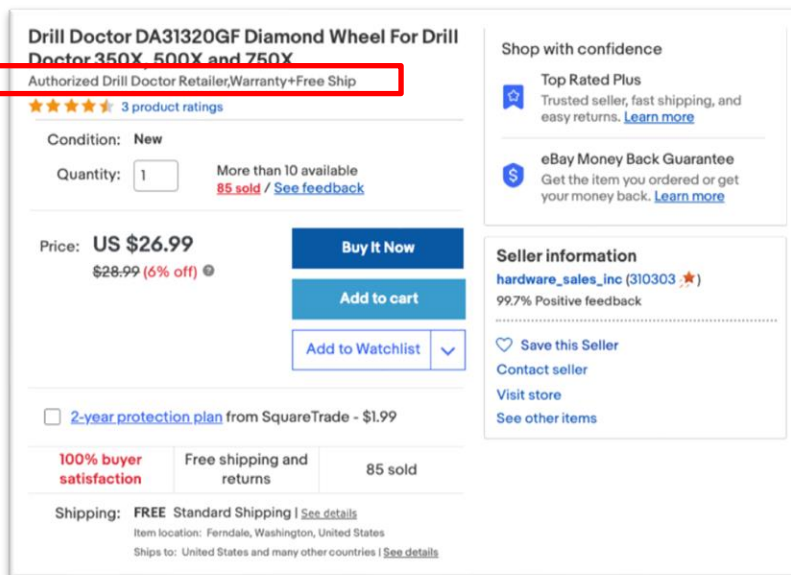 Drill Doctor DA31320GF Diamond Wheel For Drill
Doctor 350X, 500X and 750X
Authorized Drill Doctor Retailer,Warranty+Free Ship
3 product ratings
Condition: New
Quantity: 1
More than 10 available
85 sold / See feedback
Price: US $26.99
$28.99 (6% off)
Buy It Now
Add to cart
Add to Watchlist
2-year protection plan from SquareTrade - $1.99
100% buyer
satisfaction
Free shipping and
returns
85 sold
Shipping: FREE Standard Shipping | See details
Item location: Ferndale, Washington, United States
Ships to: United States and many other countries | See details
Shop with confidence
Top Rated Plus
Trusted seller, fast shipping, and
easy returns. Learn more
eBay Money Back Guarantee
Get the item you ordered or get
your money back. Learn more
Seller information
hardware_sales_inc (310303)
99.7% Positive feedback
Save this Seller
Contact seller
Visit store
See other items